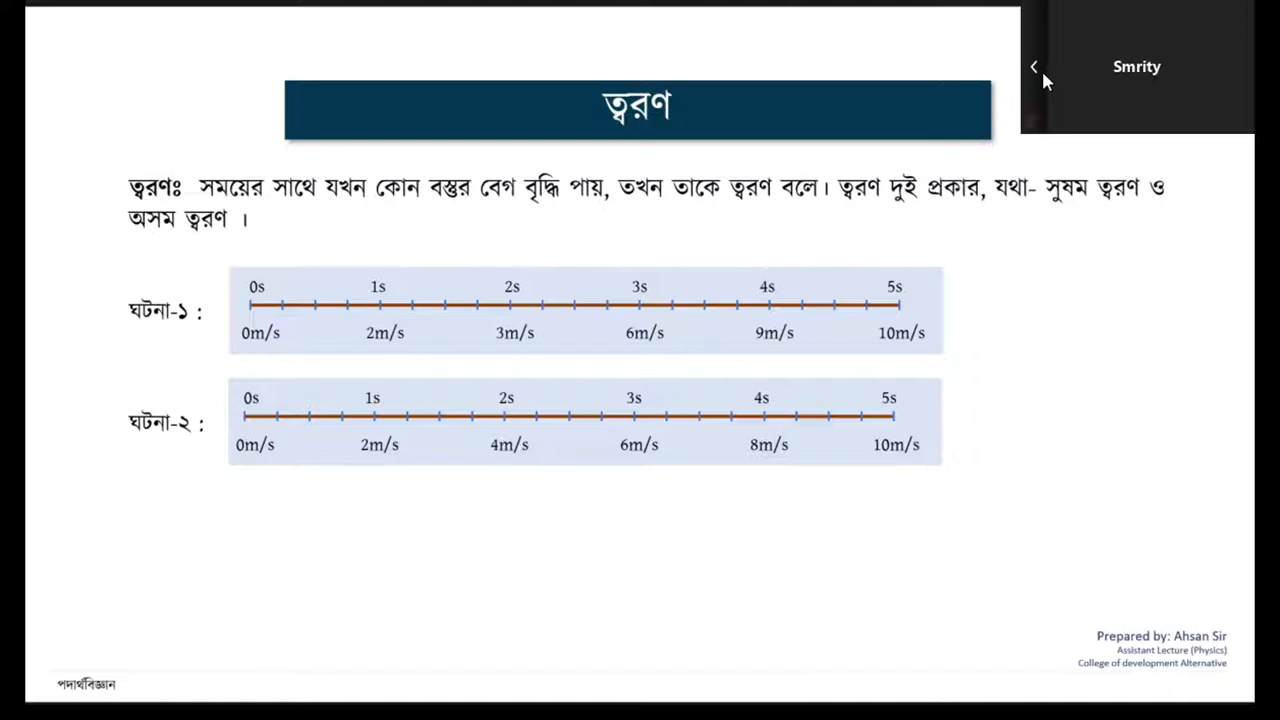 Smrity
ত্বরণ
ত্বরণঃ সময়ের সাথে যখন কোন বস্তুর বেগ বৃদ্ধি পায়, তখন তাকে ত্বরণ বলে। ত্বরণ দুই প্রকার, যথা- সুষম ত্বরণ ও
অসম ত্বরণ ।
0s 1s 2s 3s 4s 5s
ঘটনা-১ :
0m/s 2m/s 3m/s 6m/s 9m/s 10m/s
0s 1s 2s 3s 4s 5s
ঘটনা-২ :
0m/s 2m/s 4m/s 6m/s 8m/s 10m/s
Prepared by: Ahsan Sir
Assistant Lecture (Physics)
College of development Alternative
পদার্থবিজ্ঞান